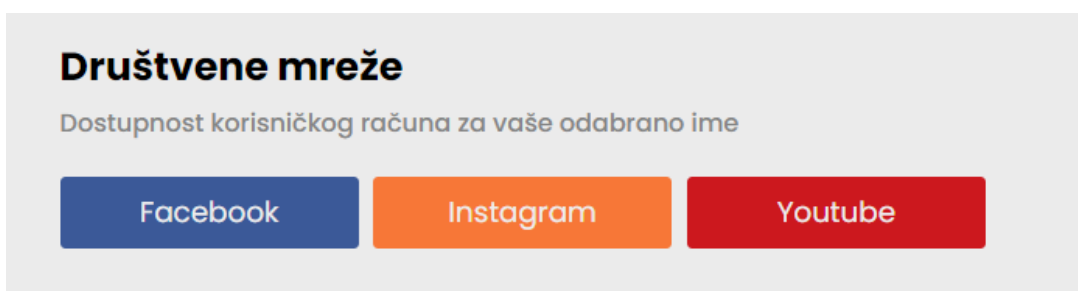 Društvene mreže
Dostupnost korisničkog računa za vaše odabrano ime
Facebook Instagram Youtube